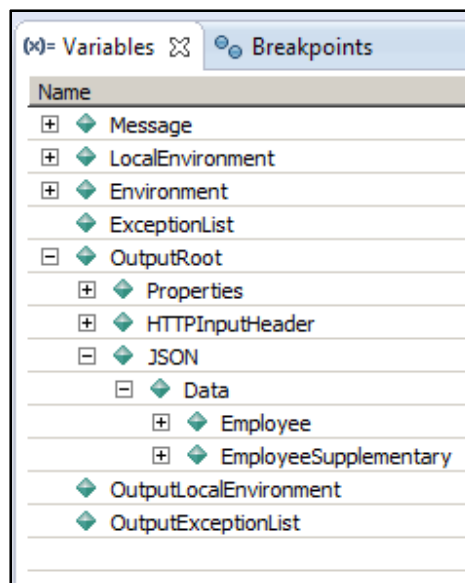 (x)= Variables Breakpoints
Name
Message
LocalEnvironment
Environment
ExceptionList
OutputRoot
Properties
HTTPInputHeader
JSON
Data
Employee
EmployeeSupplementary
OutputLocalEnvironment
OutputExceptionList